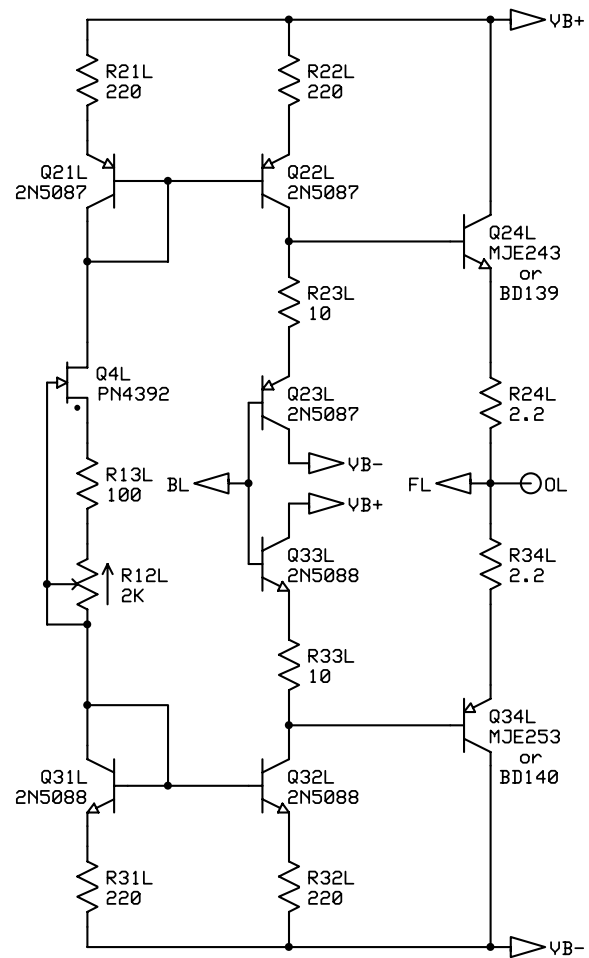 VB+
R21L
220
R22L
220
Q21L
2N5087
Q22L
2N5087
Q24L
MJE243
or
BD139
R23L
10
Q4L
PN4392
Q23L
2N5087
R24L
2.2
R13L
100
BL
VB-
FL
OL
VB+
R12L
2K
Q33L
2N5088
R34L
2.2
R33L
10
Q34L
MJE253
or
BD140
Q31L
2N5088
Q32L
2N5088
R31L
220
R32L
220
VB-